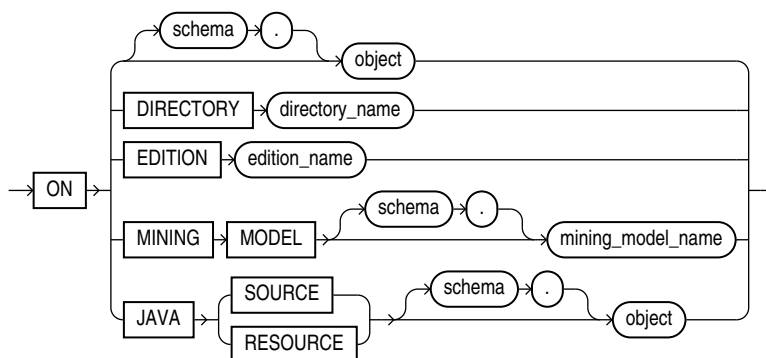 schema .
object
DIRECTORY directory_name
EDITION edition_name
ON
schema .
MINING MODEL mining_model_name
SOURCE schema .
JAVA object
RESOURCE